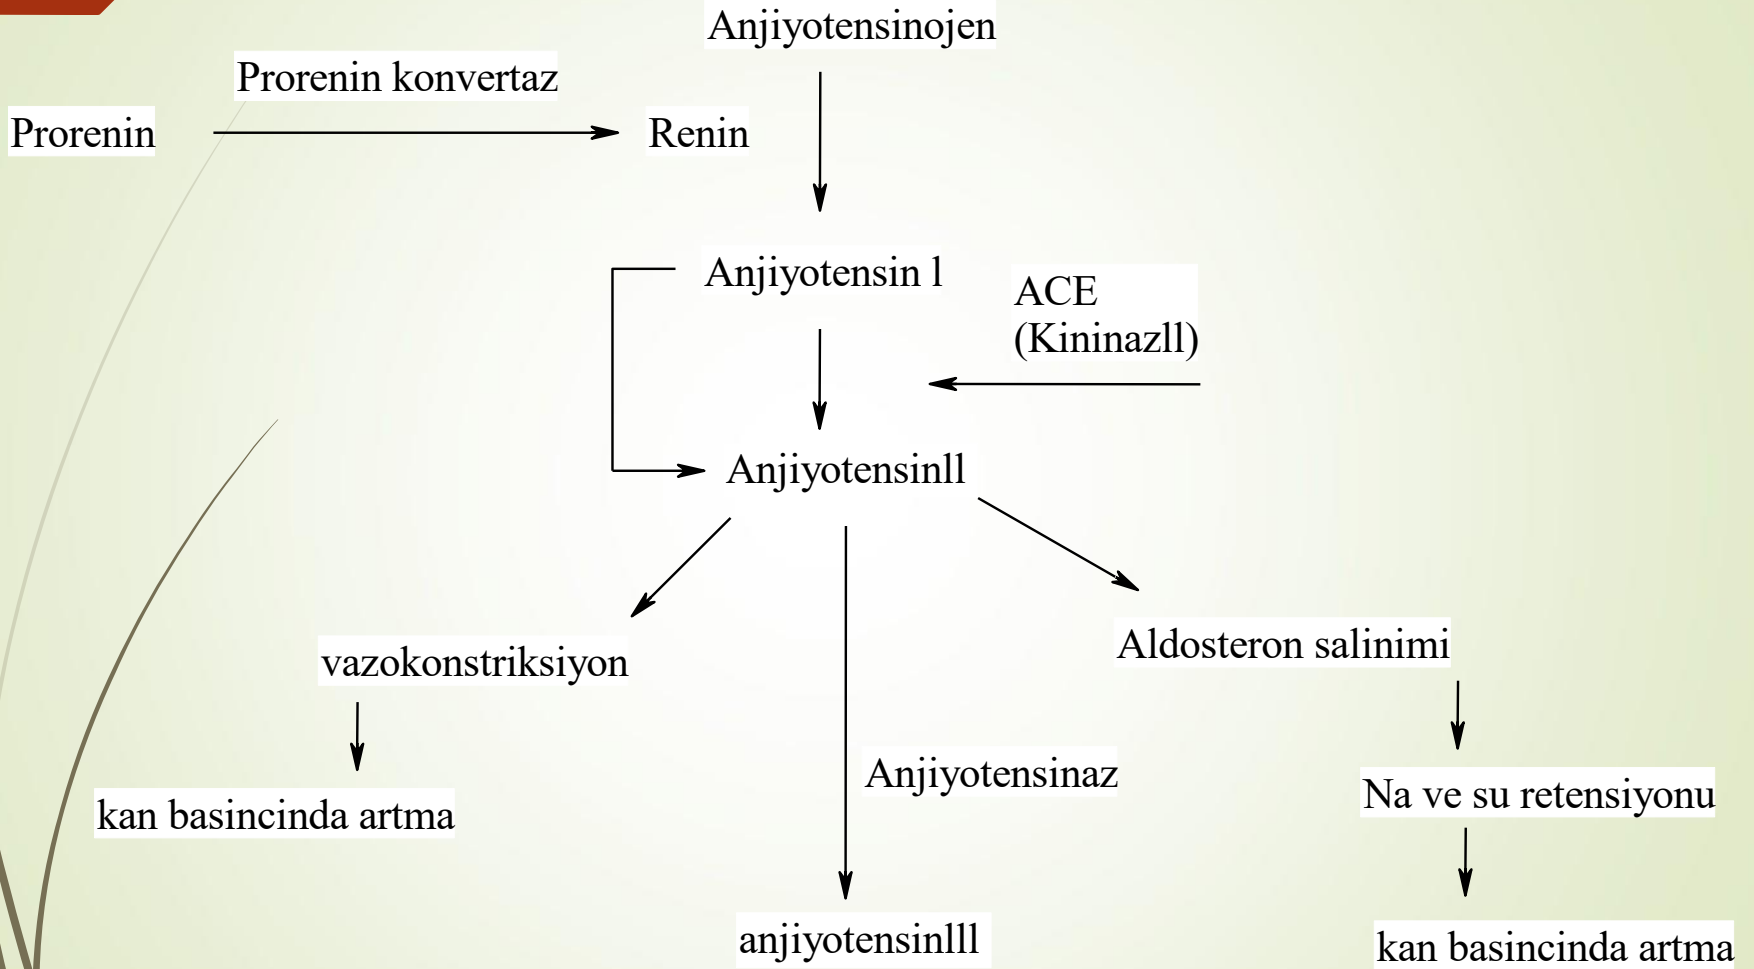 Anjiyotensinojen
Prorenin konvertaz
Prorenin
Renin
Anjiyotensin l
ACE
(Kininazll)
Anjiyotensinll
vazokonstriksiyon
Aldosteron salinimi
kan basincinda artma
Anjiyotensinaz
Na ve su retensiyonu
anjiyotensinlll
kan basincinda artma